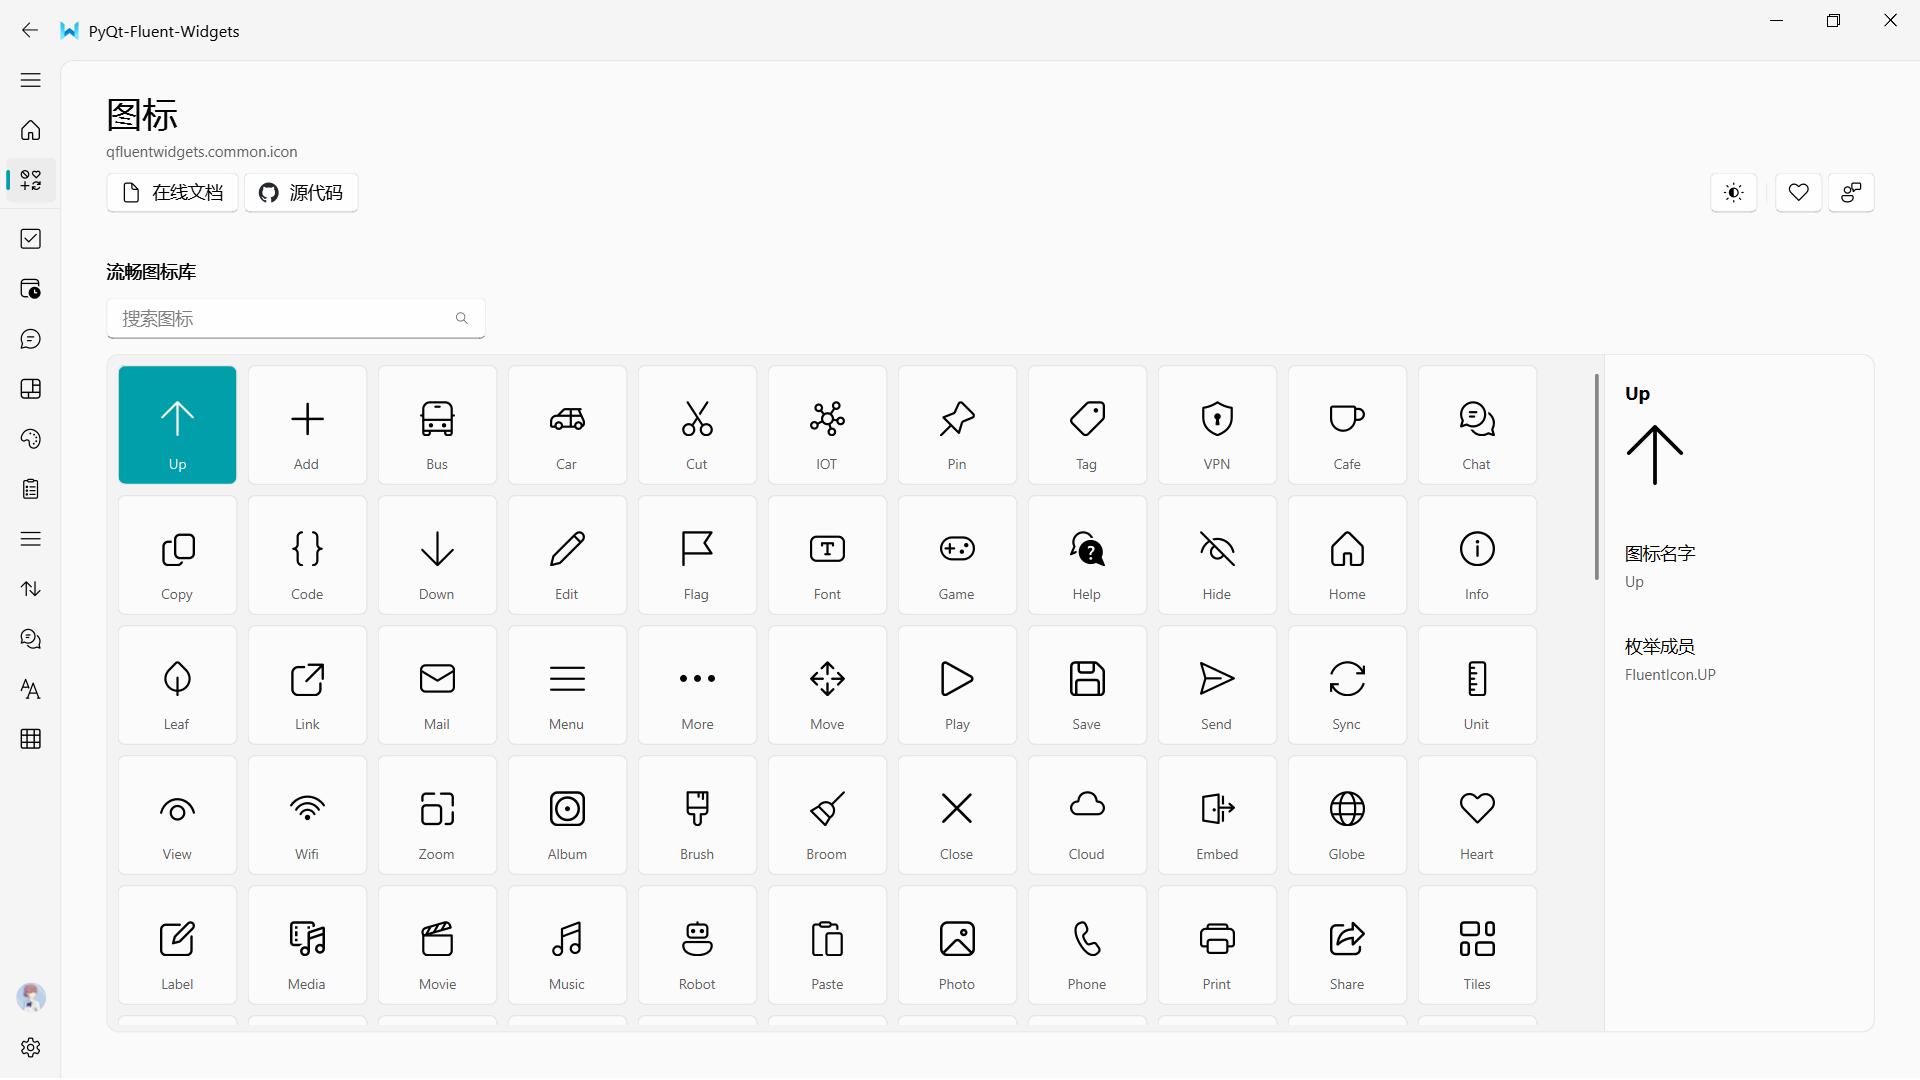 PyQt-Fluent-Widgets
图标
qfluentwidgets.common.icon
在线文档 源代码
流畅图标库
搜索图标
Up Add Bus Car Cut IOT Pin Tag VPN Cafe Chat
Copy Code Down Edit Flag Font Game Help Hide Home Info
Leaf Link Mail Menu More Move Play Save Send Sync Unit
View Wifi Zoom Album Brush Broom Close Cloud Embed Globe Heart
Label Media Movie Music Robot Paste Photo Phone Print Share Tiles
Up
图标名字
Up
枚举成员
FluentIcon.UP